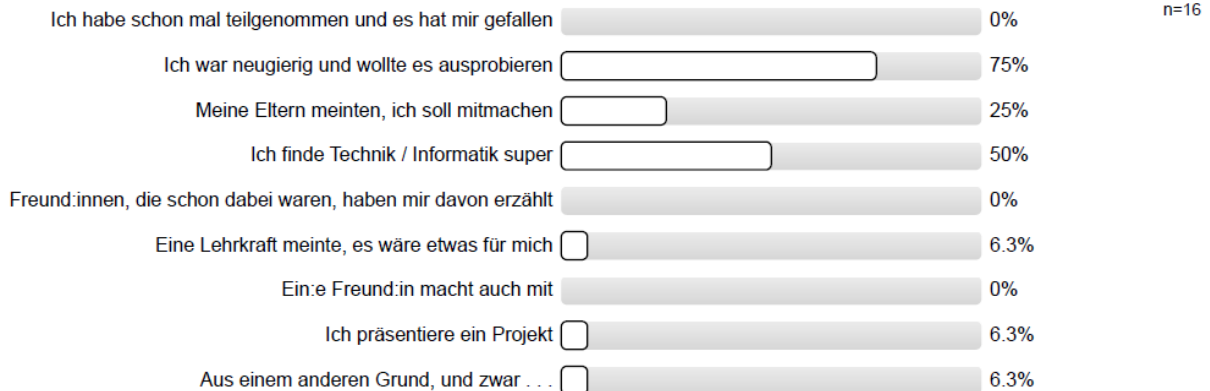 Ich habe schon mal teilgenommen und es hat mir gefallen 0% n=16
Ich war neugierig und wollte es ausprobieren 75%
Meine Eltern meinten, ich soll mitmachen 25%
Ich finde Technik / Informatik super 50%
Freund:innen, die schon dabei waren, haben mir davon erzählt 0%
Eine Lehrkraft meinte, es wäre etwas für mich 6.3%
Ein:e Freund:in macht auch mit 0%
Ich präsentiere ein Projekt 6.3%
Aus einem anderen Grund, und zwar . . . 6.3%